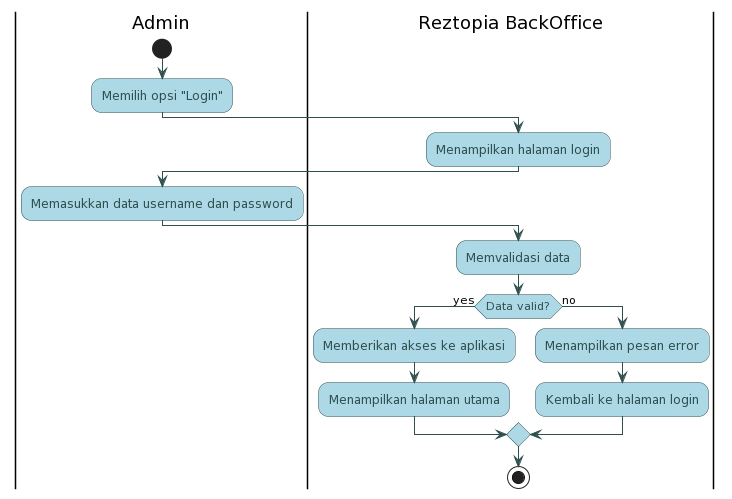 Admin
Reztopia BackOffice
Memilih opsi "Login"
Menampilkan halaman login
Memasukkan data username dan password
Memvalidasi data
yes
Data valid?
no
Memberikan akses ke aplikasi
Menampilkan pesan error
Menampilkan halaman utama
Kembali ke halaman login